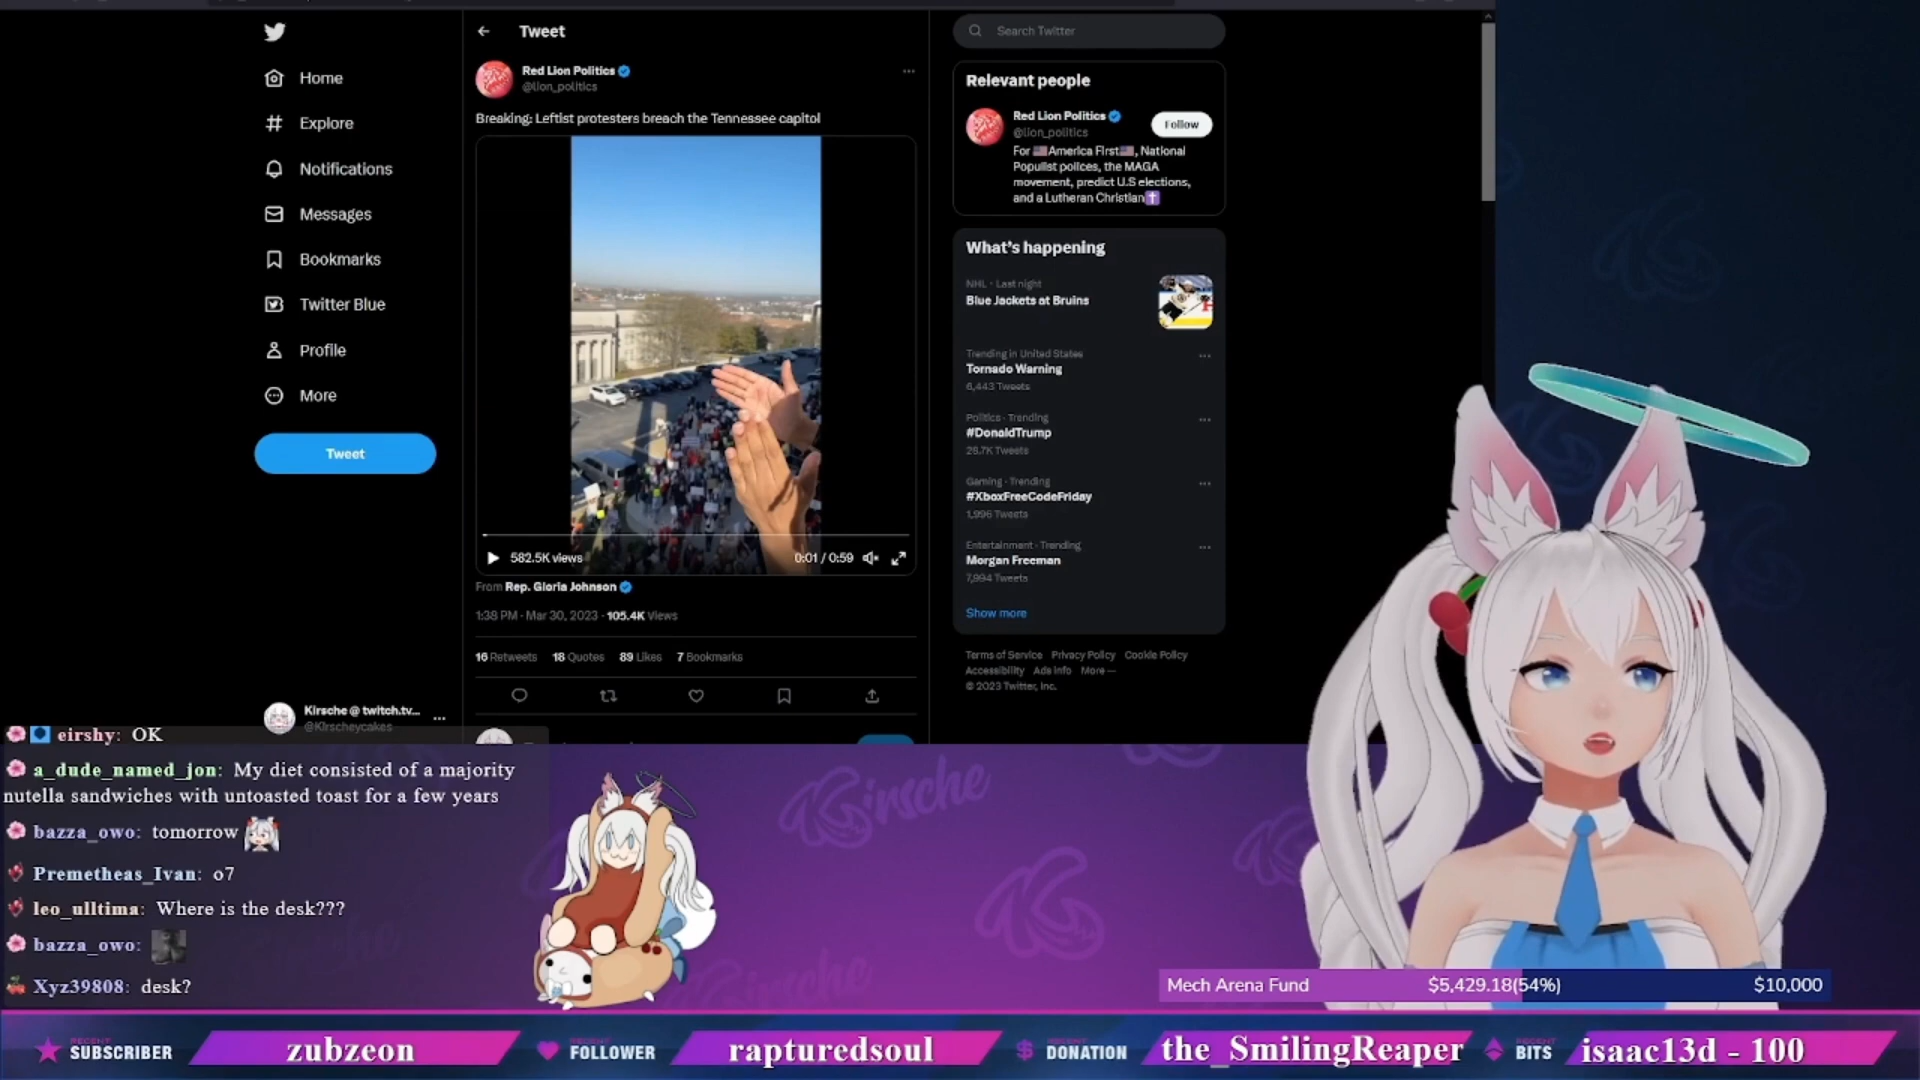 Home
Explore
Notifications
Messages
Bookmarks
Twitter Blue
Profile
More
Tweet
Kirsche @ twitch.tv...
@Kirscheycakes
Tweet
Red Lion Politics
@lion_politics
Breaking: Leftist protesters breach the Tennessee capitol
582.5K views
0:01 / 0:59
From Rep. Gloria Johnson
1:38 PM · Mar 30, 2023 · 105.4K Views
16 Retweets 18 Quotes 89 Likes 7 Bookmarks
Search Twitter
Relevant people
Red Lion Politics
@lion_politics
Follow
For America First, National
Populist polices, the MAGA
movement, predict U.S elections,
and a Lutheran Christian
What's happening
NHL · Last night
Blue Jackets at Bruins
Trending in United States
Tornado Warning
6,443 Tweets
Politics · Trending
#DonaldTrump
26.7K Tweets
Gaming · Trending
#XboxFreeCodeFriday
1,996 Tweets
Entertainment · Trending
Morgan Freeman
7,994 Tweets
Show more
Terms of Service Privacy Policy Cookie Policy
Accessibility Ads info More
© 2023 Twitter, Inc.
eirshy: OK
a_dude_named_jon: My diet consisted of a majority
nutella sandwiches with untoasted toast for a few years
bazza_owo: tomorrow
Premetheas_Ivan: o7
leo_ulltima: Where is the desk???
bazza_owo:
Xyz39808: desk?
Kirsche
Mech Arena Fund $5,429.18(54%) $10,000
RECENT SUBSCRIBER zubzeon RECENT FOLLOWER rapturedsoul RECENT DONATION the_SmilingReaper RECENT BITS isaac13d - 100